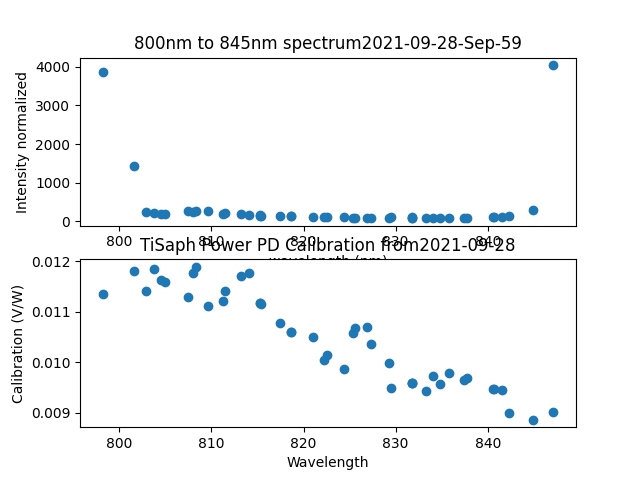 800nm to 845nm spectrum2021-09-28-Sep-59
Intensity normalized
4000
3000
2000
1000
0
800 810 820 830 840
wavelength (nm)
TiSaph Power PD Calibration from2021-09-28
Calibration (V/W)
0.012
0.011
0.010
0.009
800 810 820 830 840
Wavelength